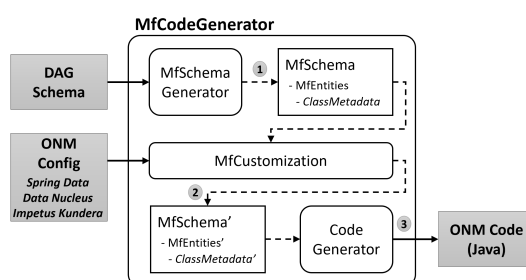 MfCodeGenerator
DAG
Schema
MfSchema
Generator
1
MfSchema
- MfEntities
- ClassMetadata
ONM
Config
Spring Data
Data Nucleus
Impetus Kundera
MfCustomization
2
MfSchema’
- MfEntities’
- ClassMetadata’
Code
Generator
3
ONM Code
(Java)